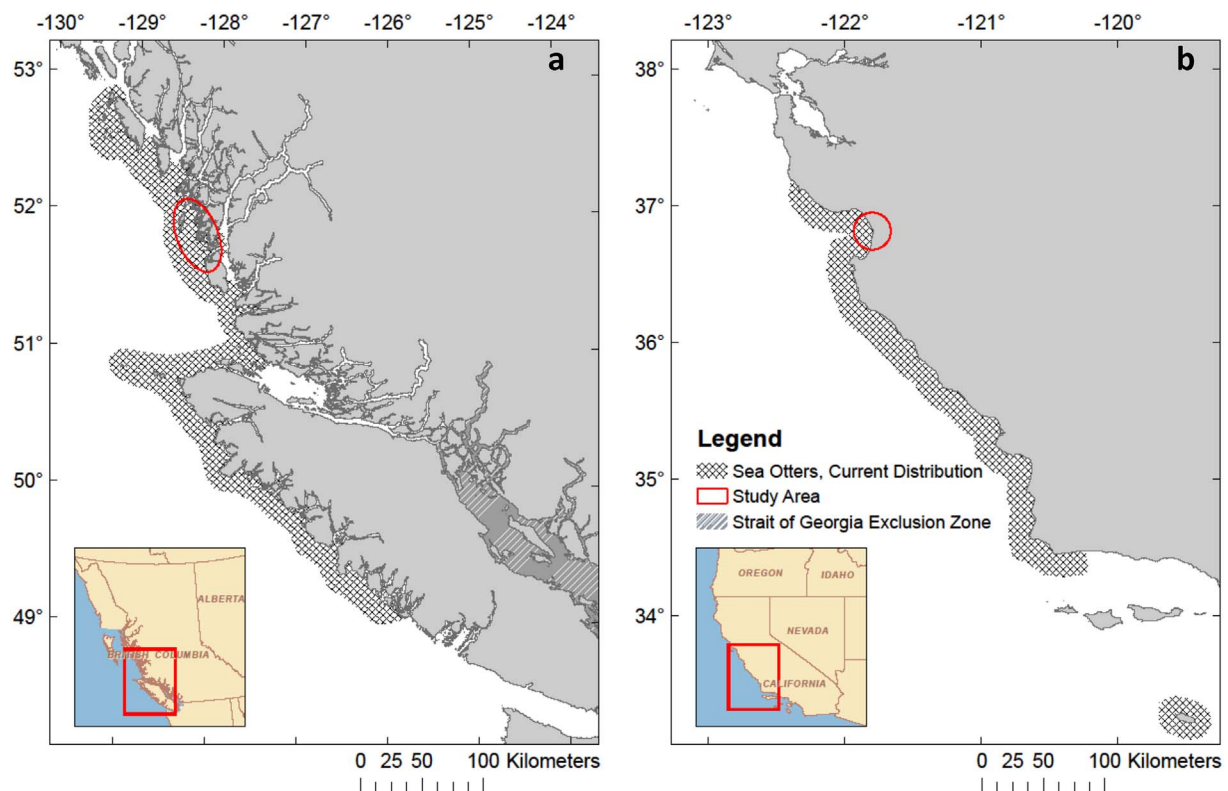 -130° -129° -128° -127° -126° -125° -124°
a
53°
52°
51°
50°
49°
ALBERTA
BRITISH COLUMBIA
0 25 50 100 Kilometers
-123° -122° -121° -120°
b
38°
37°
36°
35°
34°
Legend
Sea Otters, Current Distribution
Study Area
Strait of Georgia Exclusion Zone
OREGON
IDAHO
NEVADA
CALIFORNIA
0 25 50 100 Kilometers